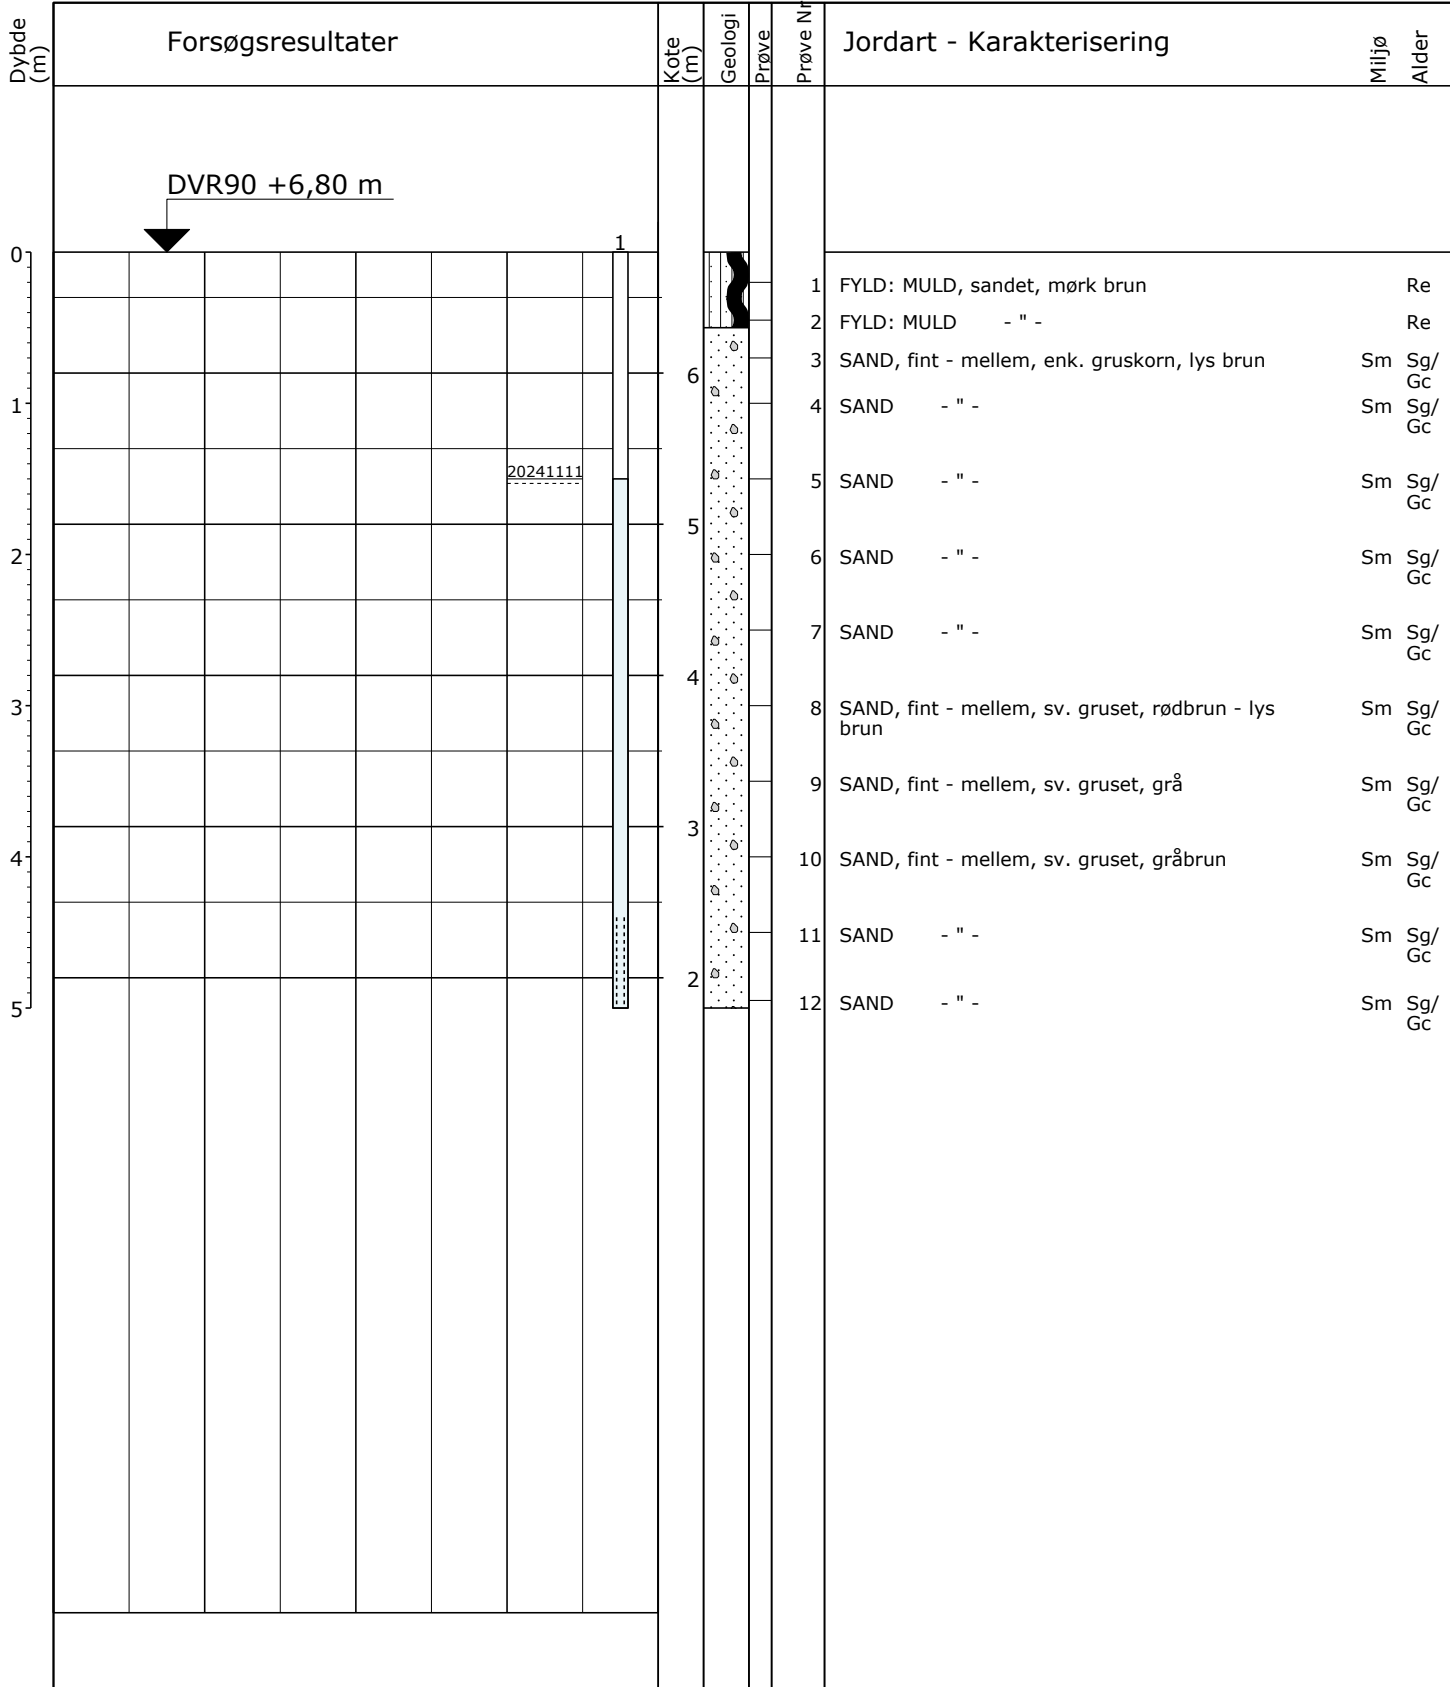 Dybde (m)
Forsøgsresultater
Kote (m)
Geologi
Prøve
Prøve Nr
Jordart - Karakterisering
Miljø
Alder
DVR90 +6,80 m
1
0
1 FYLD: MULD, sandet, mørk brun Re
2 FYLD: MULD - " - Re
3 SAND, fint - mellem, enk. gruskorn, lys brun Sm Sg/
Gc
6
1
4 SAND - " - Sm Sg/
Gc
20241111
5 SAND - " - Sm Sg/
Gc
5
2
6 SAND - " - Sm Sg/
Gc
7 SAND - " - Sm Sg/
Gc
4
3
8 SAND, fint - mellem, sv. gruset, rødbrun - lys Sm Sg/
brun Gc
9 SAND, fint - mellem, sv. gruset, grå Sm Sg/
Gc
3
4
10 SAND, fint - mellem, sv. gruset, gråbrun Sm Sg/
Gc
11 SAND - " - Sm Sg/
Gc
2
5
12 SAND - " - Sm Sg/
Gc